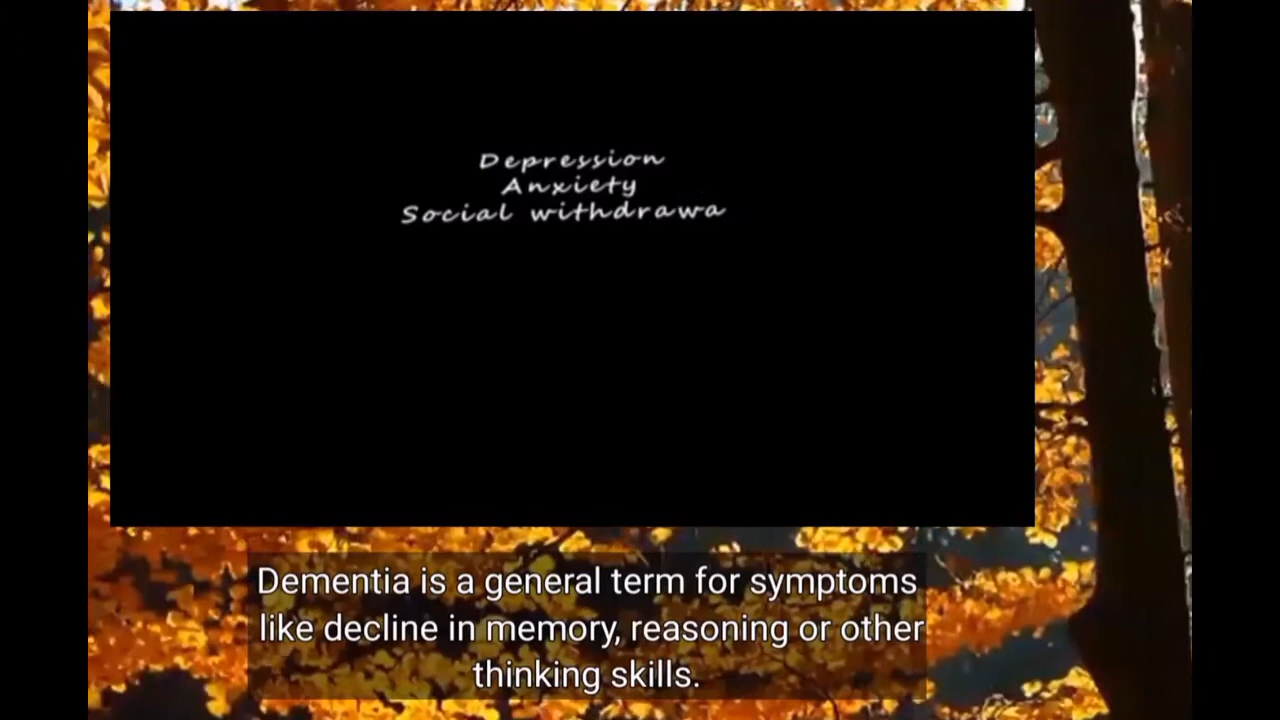 Depression
Anxiety
Social withdrawa
Dementia is a general term for symptoms
like decline in memory, reasoning or other
thinking skills.